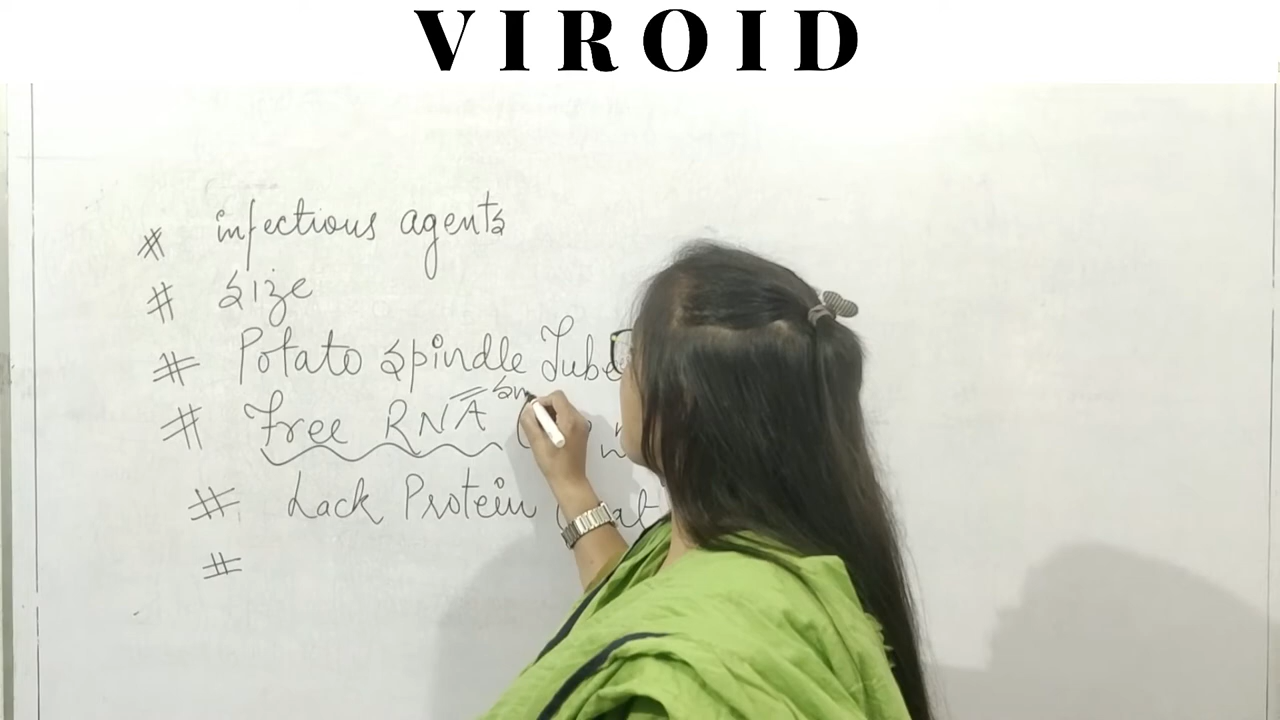 VIROID
# infectious agents
# Size
# Potato Spindle Tube
# Free RNA
# Lack Protein
#